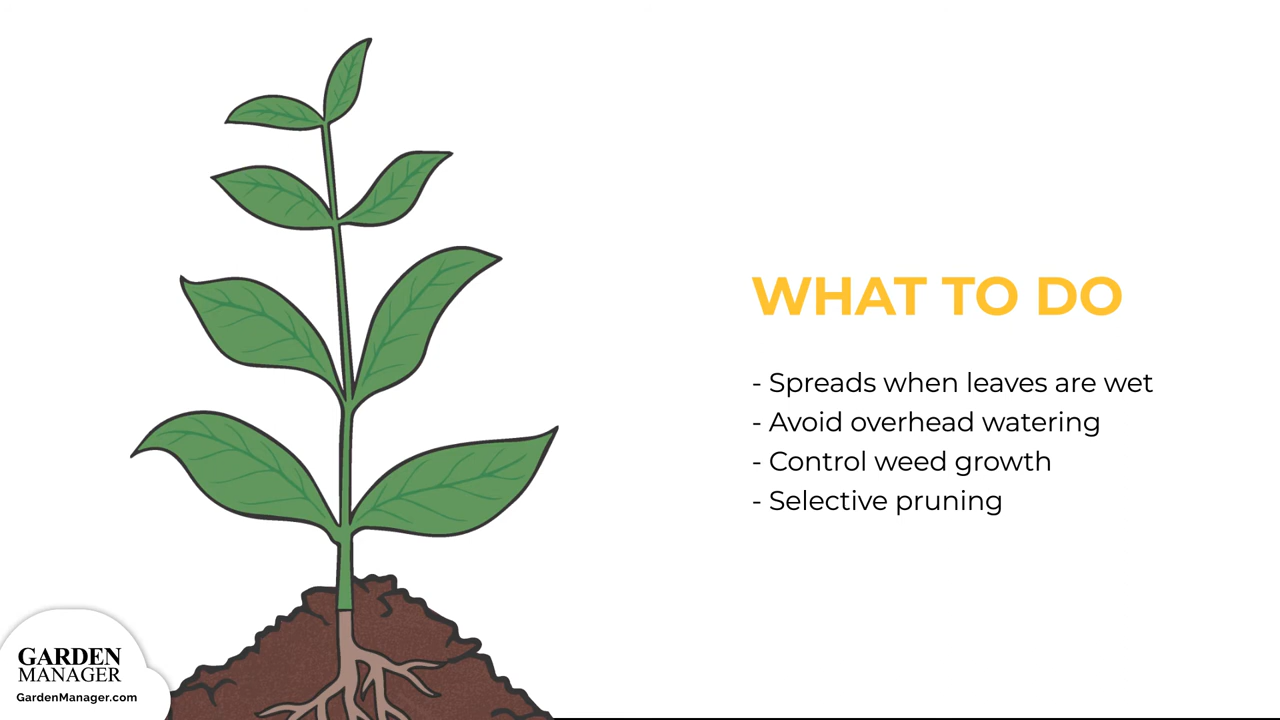 WHAT TO DO
- Spreads when leaves are wet
- Avoid overhead watering
- Control weed growth
- Selective pruning
GARDEN
MANAGER
GardenManager.com